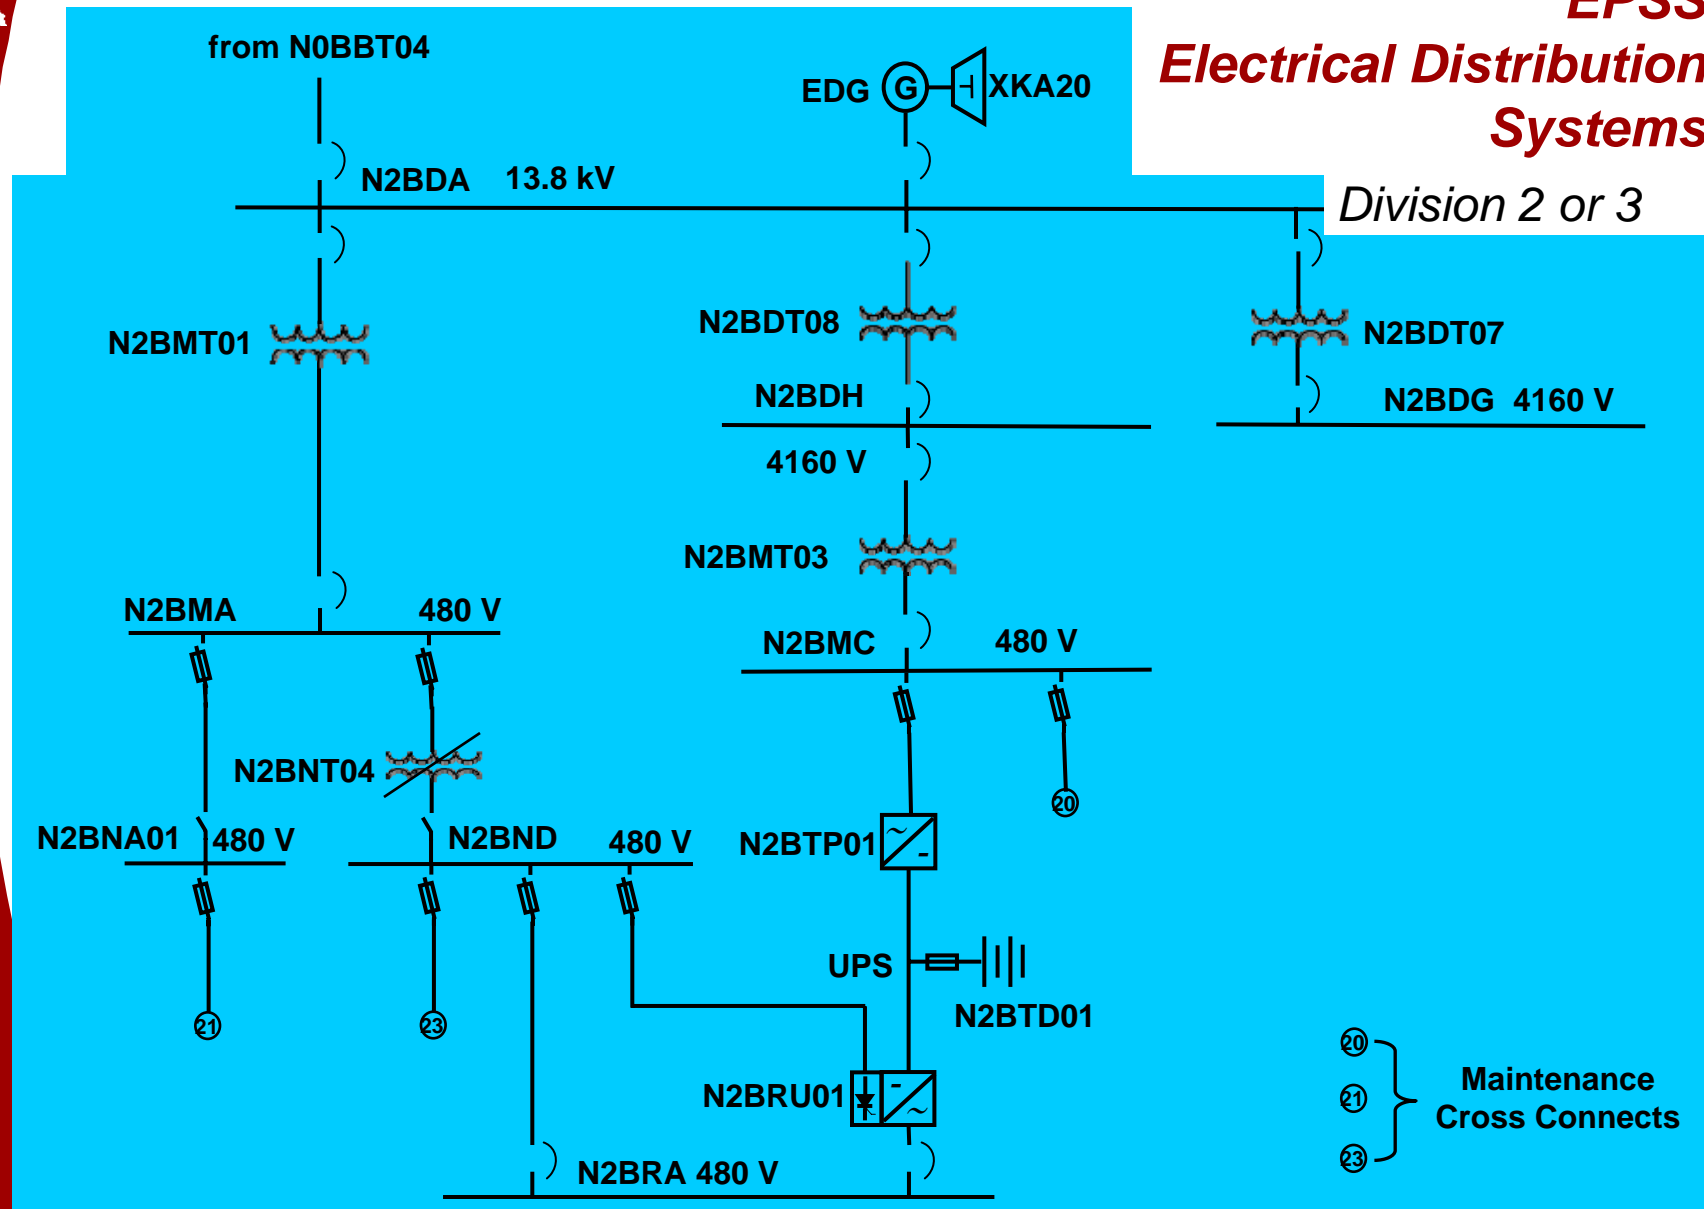 EPSS
Electrical Distribution
Systems
Division 2 or 3
from N0BBT04
EDG G XKA20
N2BDA 13.8 kV
N2BMT01
N2BDT08
N2BDT07
N2BDH
N2BDG 4160 V
4160 V
N2BMT03
N2BMA 480 V
N2BMC 480 V
N2BNT04
20
N2BNA01 480 V
N2BND 480 V
N2BTP01
UPS
N2BTD01
21
23
N2BRU01
N2BRA 480 V
20
21
23
Maintenance
Cross Connects